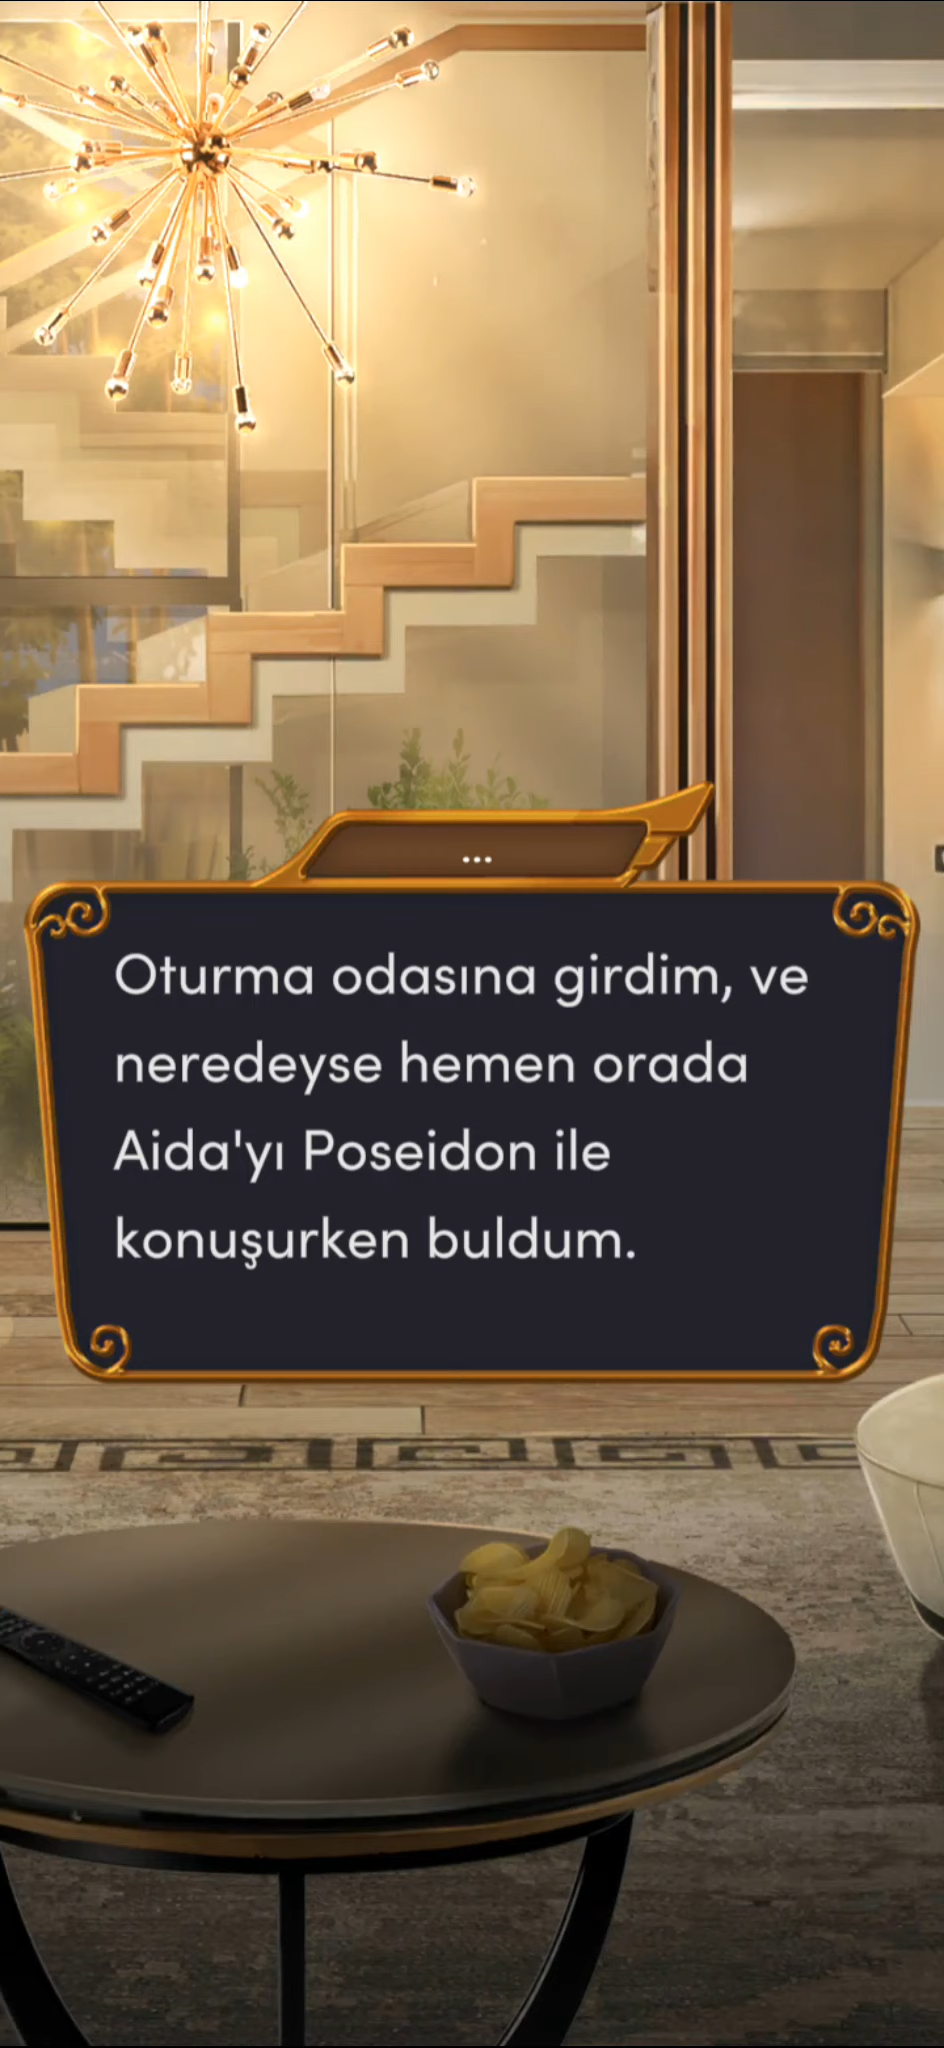 ...
Oturma odasına girdim, ve
neredeyse hemen orada
Aida'yı Poseidon ile
konuşurken buldum.